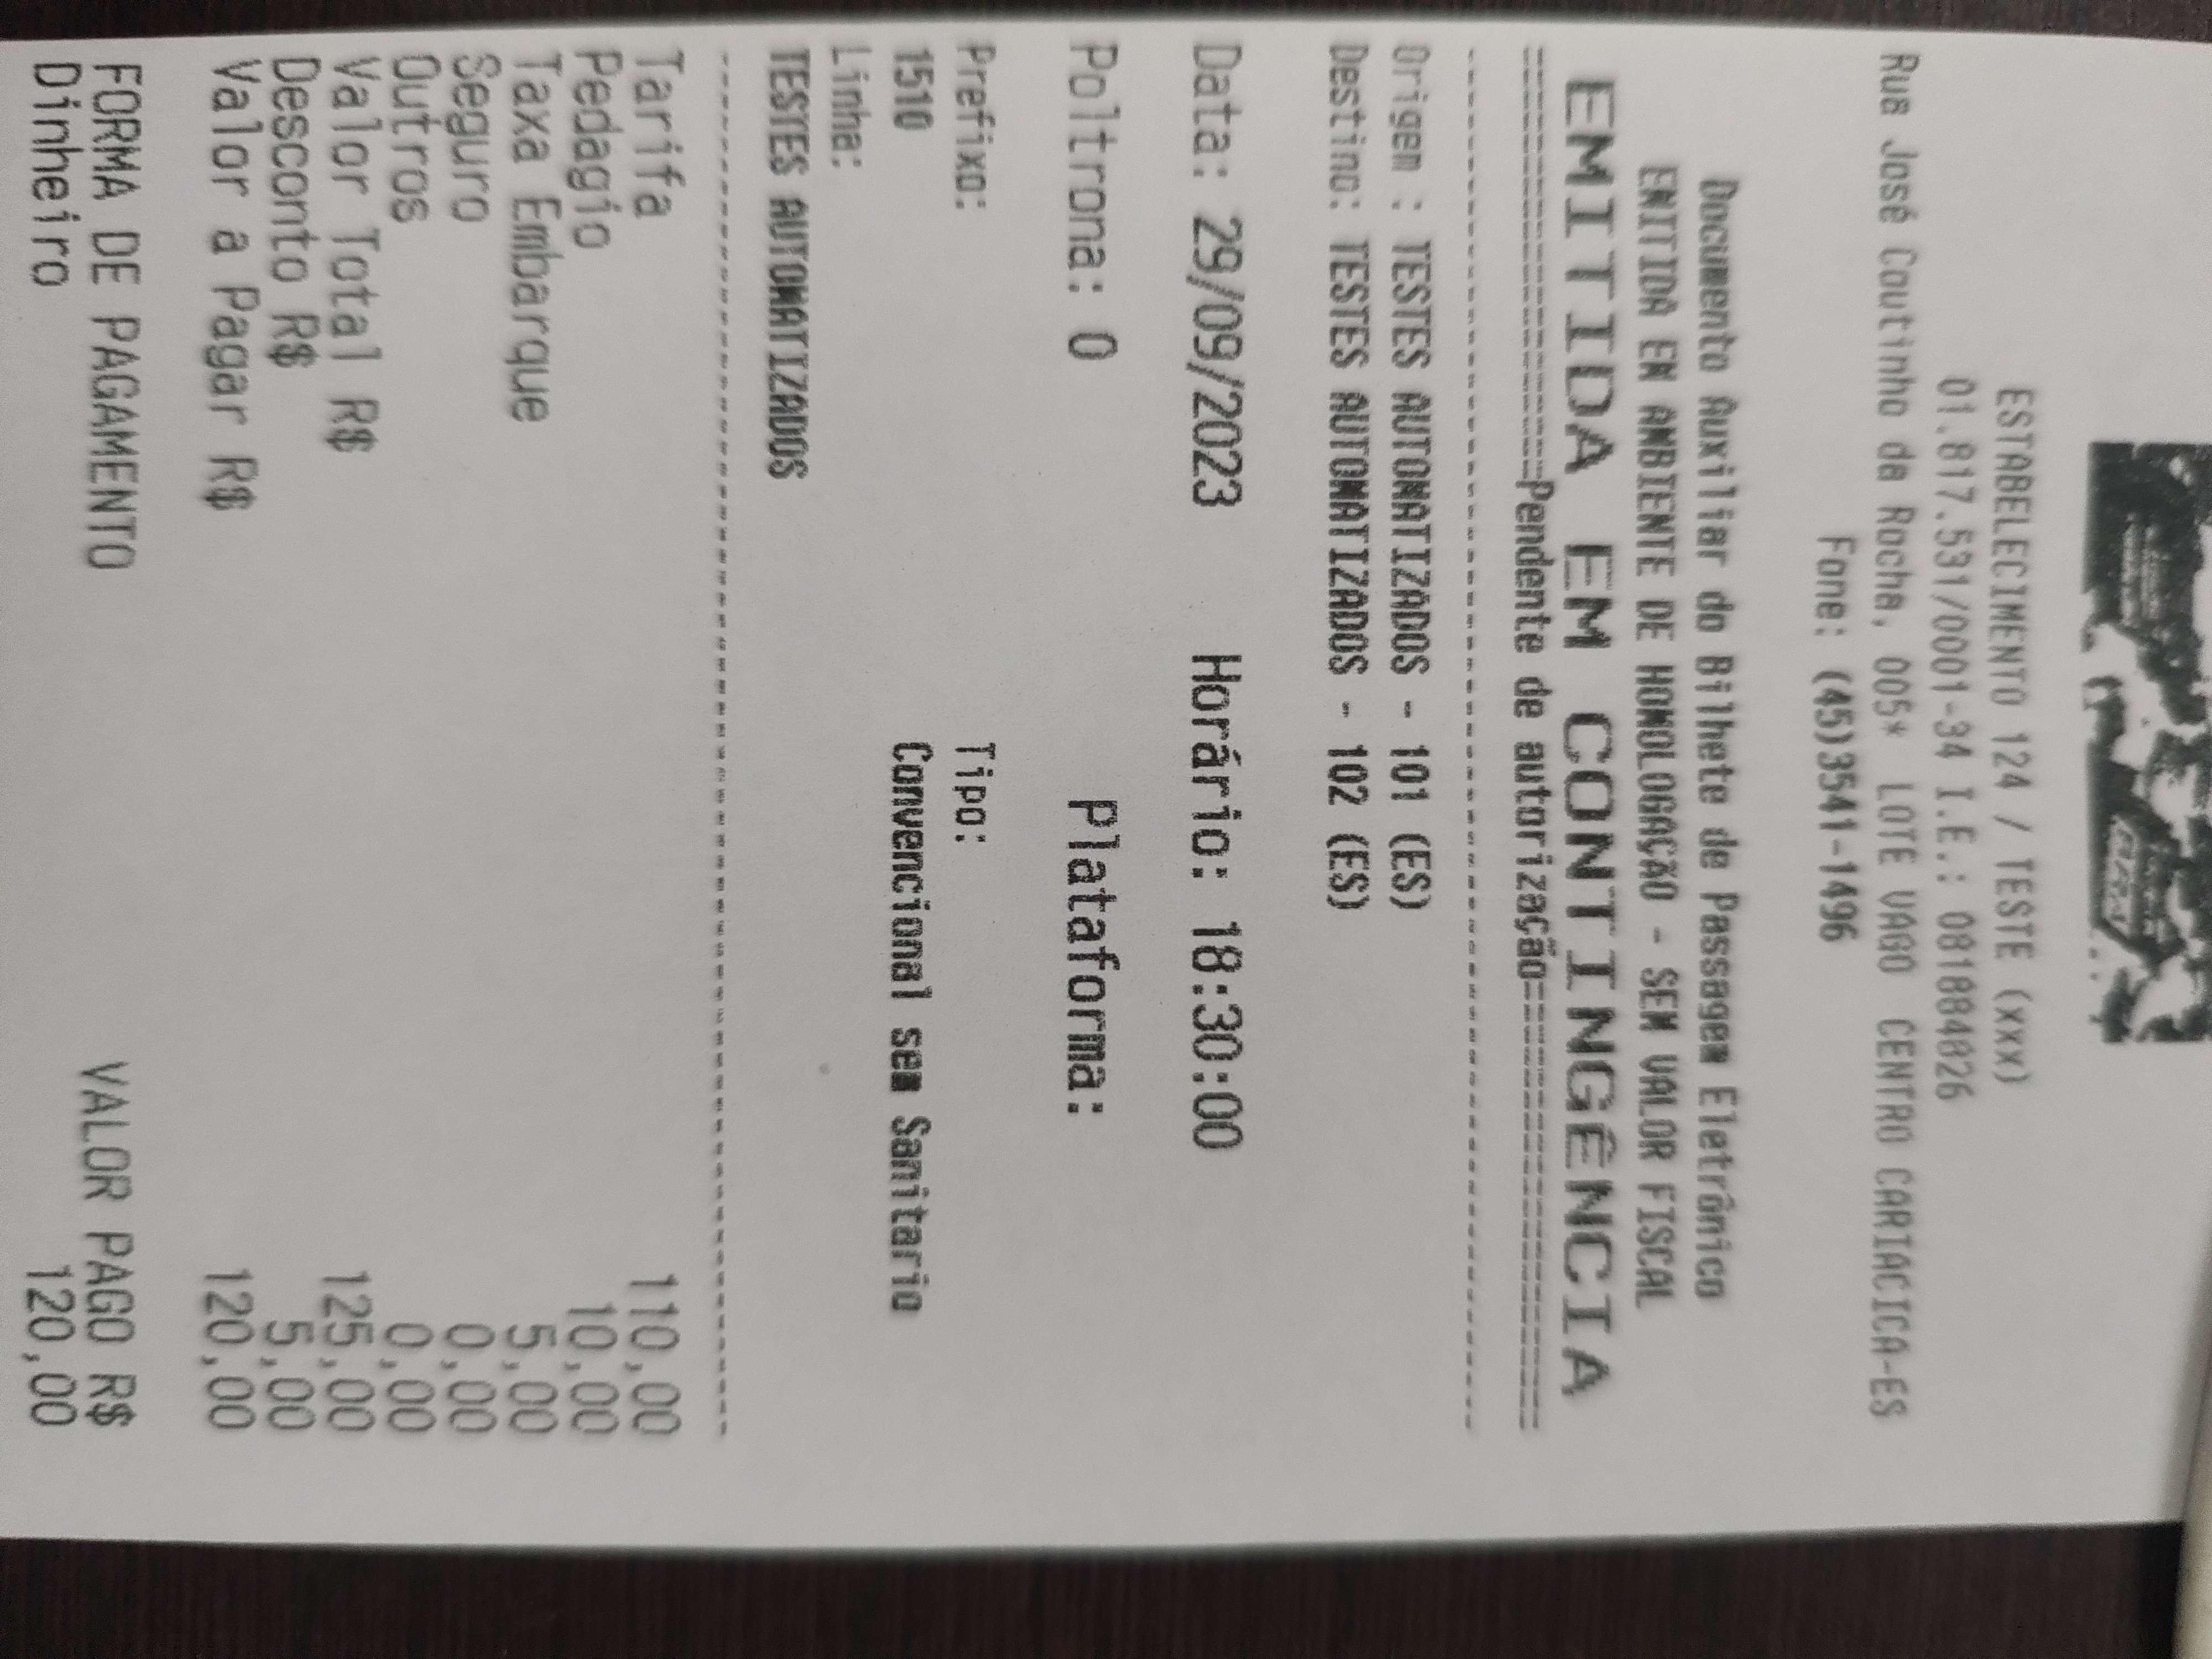 ESTABELECIMENTO 124 / TESTE (xxx)
01.817.531/0001-34 I.E.: 081884026
Rua José Coutinho da Rocha, 005* LOTE VAGO CENTRO CARIACICA-ES
Fone: (45)3541-1496
Documento Auxiliar do Bilhete de Passagem Eletrônico
EMITIDA EM AMBIENTE DE HOMOLOGAÇÃO - SEM VALOR FISCAL
EMITIDA EM CONTINGÊNCIA
Pendente de autorização
Origem : TESTES AUTOMATIZADOS - 101 (ES)
Destino: TESTES AUTOMATIZADOS - 102 (ES)
Data: 29/09/2023 Horário: 18:30:00
Poltrona: 0 Plataforma:
Prefixo: Tipo:
1510 Convencional sem Sanitario
Linha:
TESTES AUTOMATIZADOS
Tarifa 110,00
Pedagio 10,00
Taxa Embarque 5,00
Seguro 0,00
Outros 0,00
Valor Total R$ 125,00
Desconto R$ 5,00
Valor a Pagar R$ 120,00
FORMA DE PAGAMENTO VALOR PAGO R$
Dinheiro 120,00